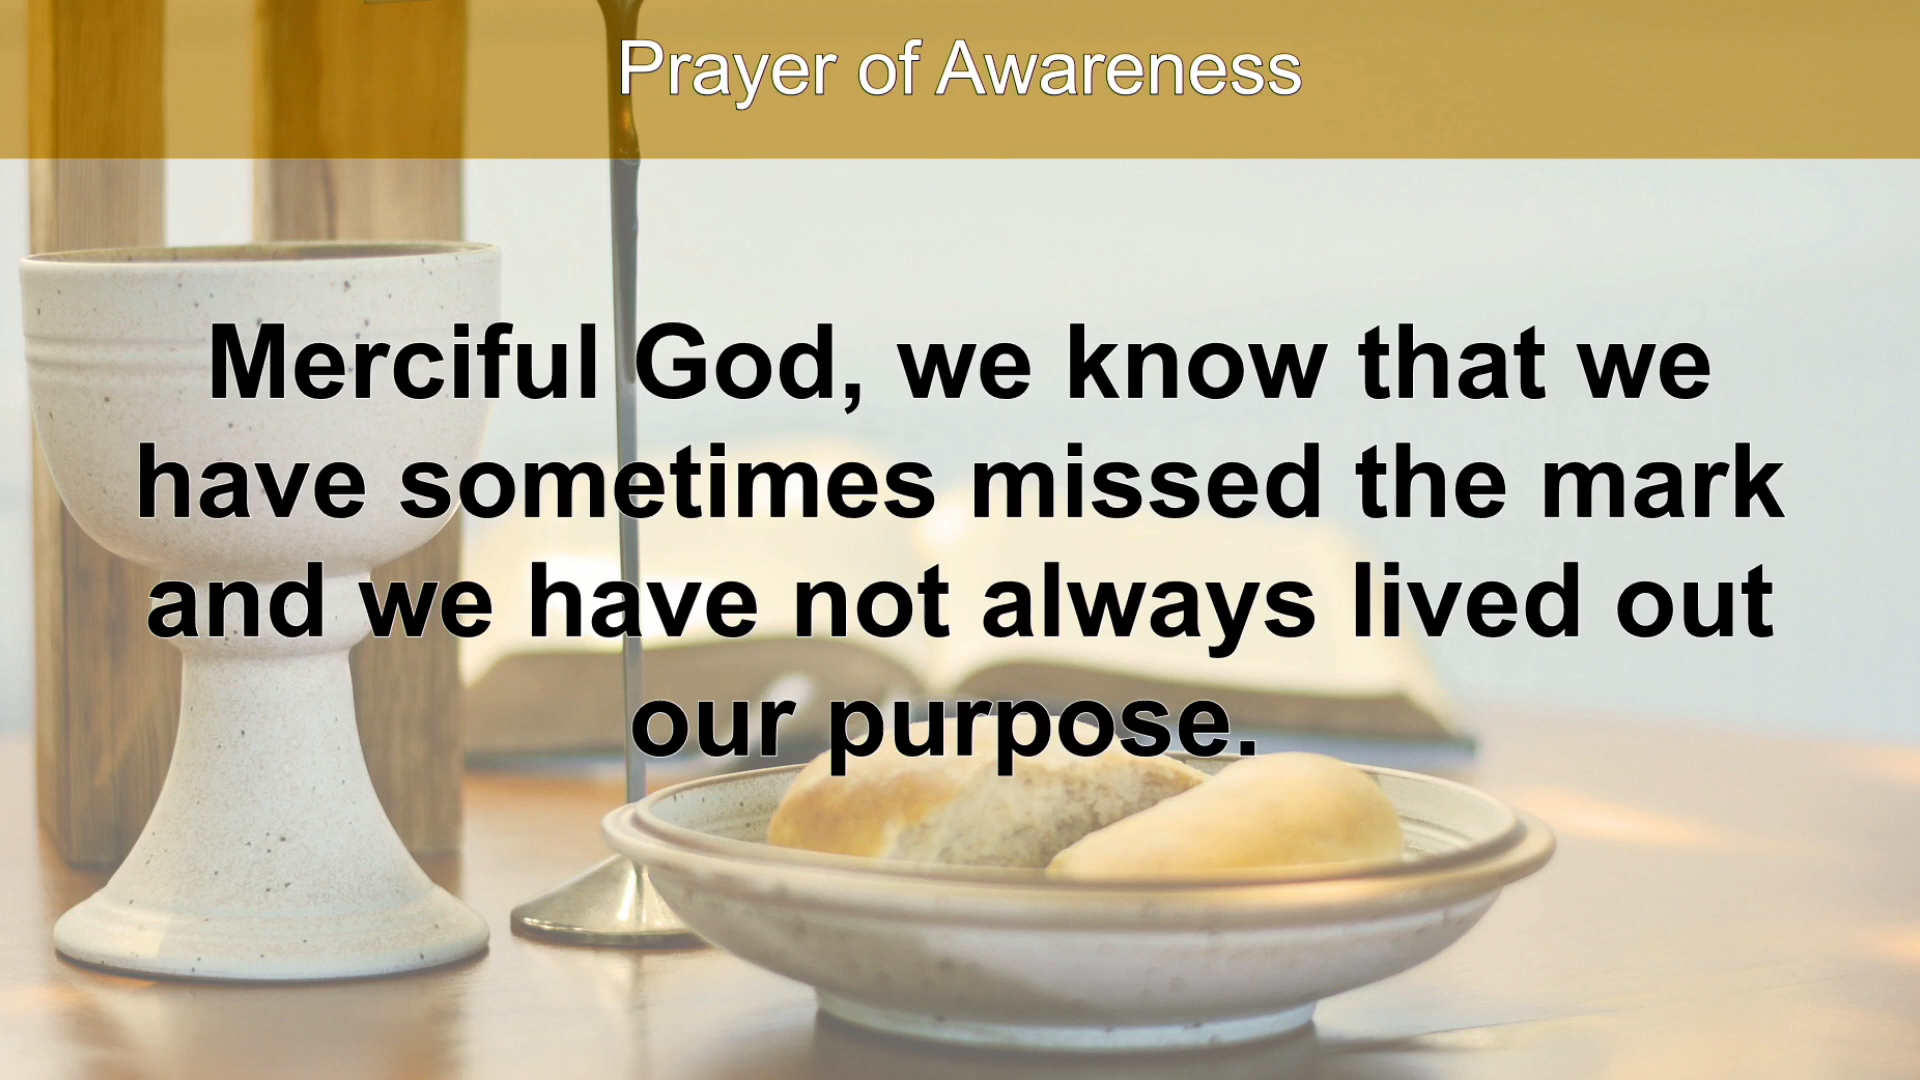 Prayer of Awareness
Merciful God, we know that we
have sometimes missed the mark
and we have not always lived out
our purpose.